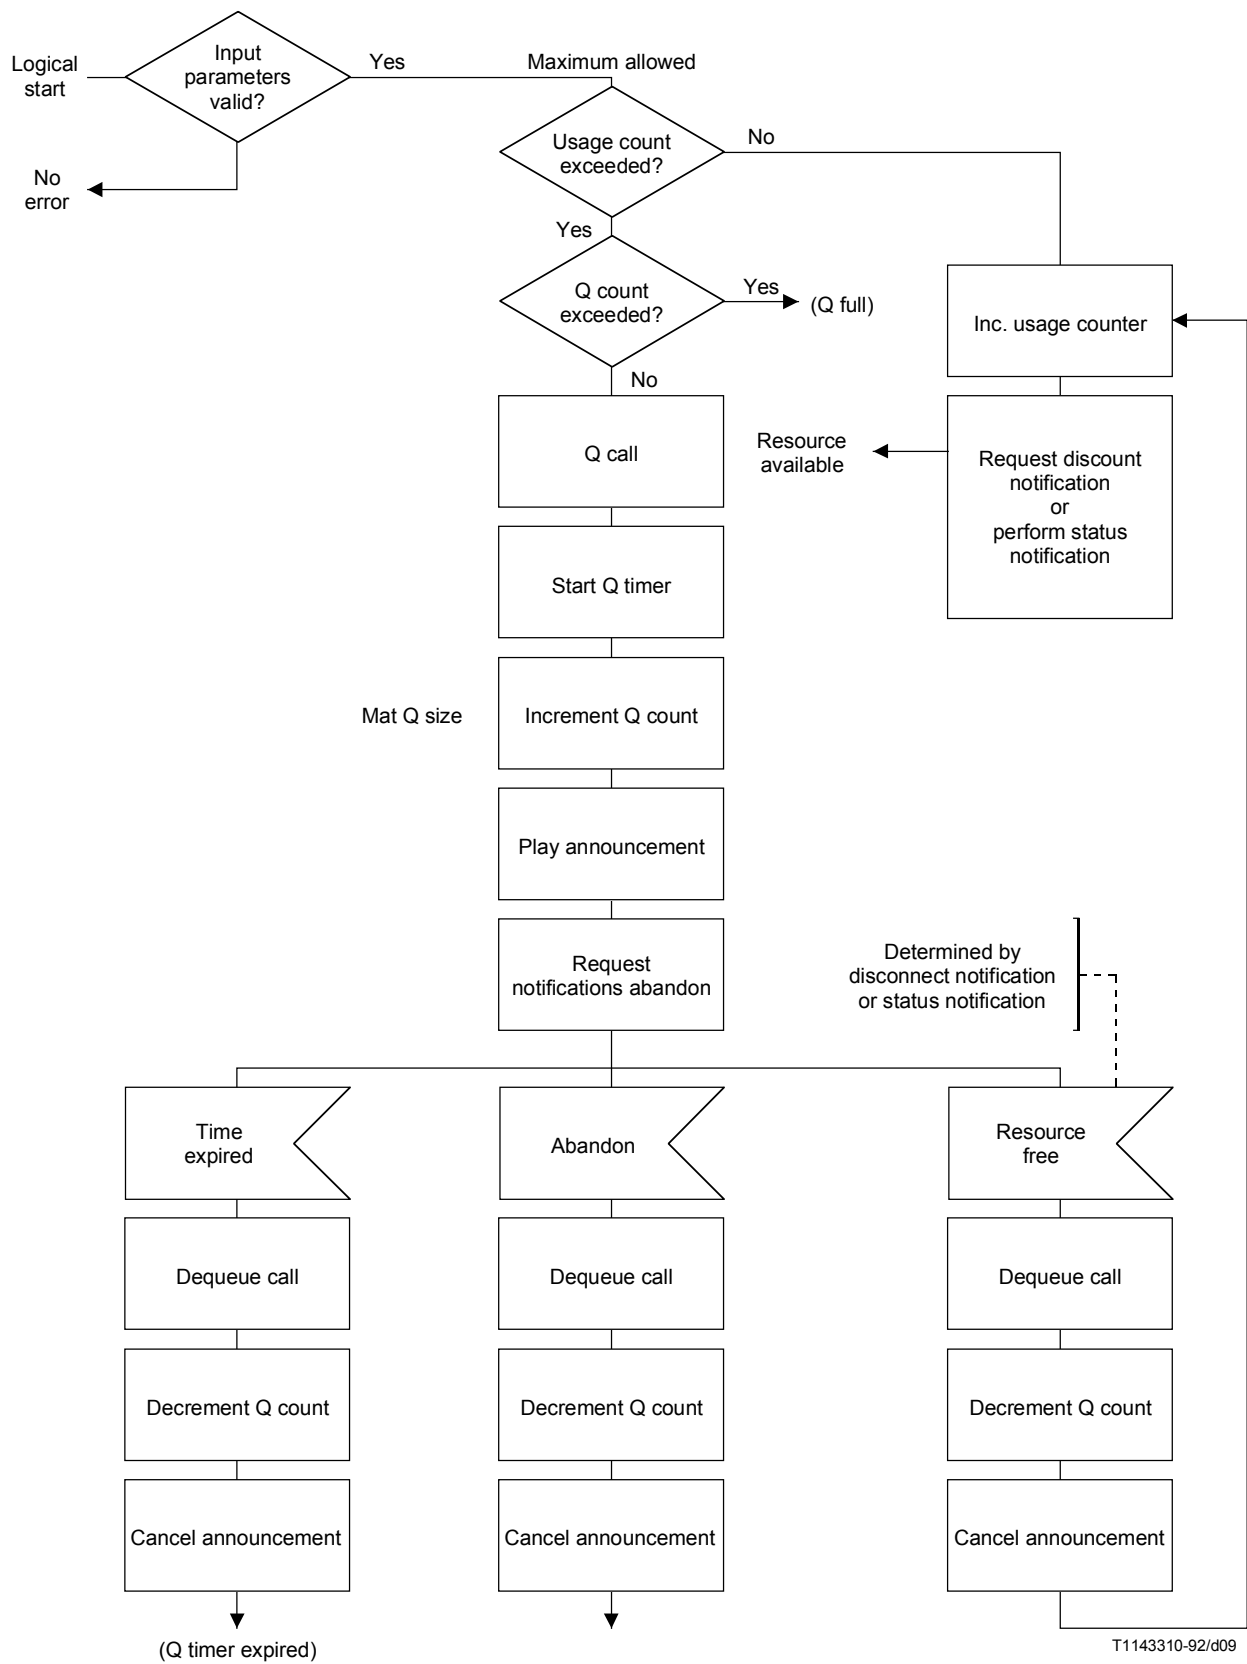 Logical
start
Input
parameters
valid?
Yes
Maximum allowed
No
error
Usage count
exceeded?
No
Yes
Q count
exceeded?
Yes
(Q full)
Inc. usage counter
No
Q call
Resource
available
Request discount
notification
or
perform status
notification
Start Q timer
Mat Q size
Increment Q count
Play announcement
Request
notifications abandon
Determined by
disconnect notification
or status notification
Time
expired
Abandon
Resource
free
Dequeue call
Dequeue call
Dequeue call
Decrement Q count
Decrement Q count
Decrement Q count
Cancel announcement
Cancel announcement
Cancel announcement
(Q timer expired)
T1143310-92/d09